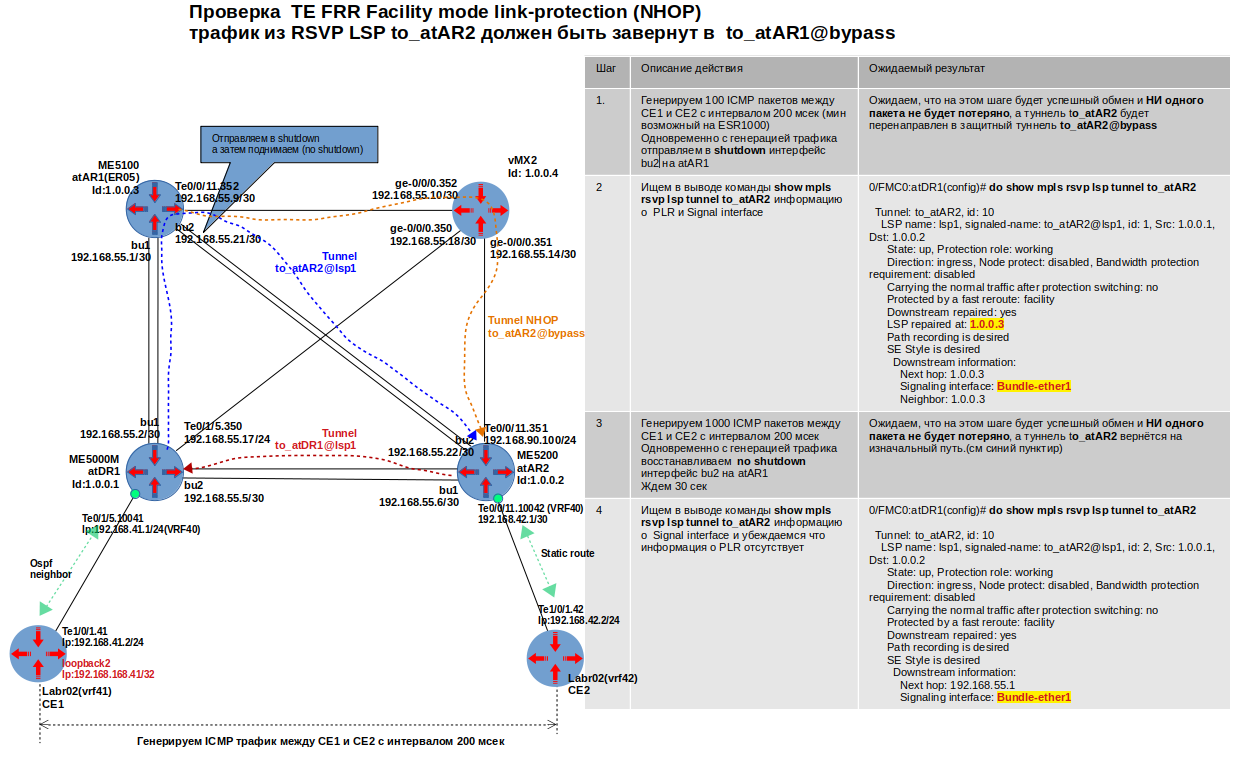 Проверка  TE FRR Facility mode link-protection (NHOP)
трафик из RSVP LSP to_atAR2 должен быть завернут в  to_atAR1@bypass
Отправляем в shutdown
а затем поднимаем (no shutdown)
ME5100
atAR1(ER05)
Id:1.0.0.3
Te0/0/11.352
192.168.55.9/30
bu2
192.168.55.21/30
bu1
192.168.55.1/30
vMX2
Id: 1.0.0.4
ge-0/0/0.352
192.168.55.10/30
ge-0/0/0.350
192.168.55.18/30
ge-0/0/0.351
192.168.55.14/30
Tunnel
to_atAR2@lsp1
Tunnel NHOP
to_atAR2@bypass
bu1
192.168.55.2/30
Te0/1/5.350
192.168.55.17/24
ME5000M
atDR1
Id:1.0.0.1
bu2
192.168.55.5/30
Tunnel
to_atDR1@lsp1
Te0/0/11.351
192.168.90.100/24
bu2
192.168.55.22/30
ME5200
atAR2
Id:1.0.0.2
bu1
192.168.55.6/30
Te0/1/5.10041
Ip:192.168.41.1/24(VRF40)
Te0/0/11.10042 (VRF40)
192.168.42.1/30
Ospf
neighbor
Static route
Te1/0/1.41
Ip:192.168.41.2/24
loopback2
Ip:192.168.168.41/32
Labr02(vrf41)
CE1
Te1/0/1.42
Ip:192.168.42.2/24
Labr02(vrf42)
CE2
Генерируем ICMP трафик между CE1 и CE2 с интервалом 200 мсек
Шаг
Описание действия
Ожидаемый результат
1.
Генерируем 100 ICMP пакетов между
CE1 и CE2 с интервалом 200 мсек (мин
возможный на ESR1000)
Одновременно с генерацией трафика
отправляем в shutdown интерфейс
bu2 на atAR1
Ожидаем, что на этом шаге будет успешный обмен и НИ одного
пакета не будет потеряно, а туннель to_atAR2 будет
перенаправлен в защитный туннель to_atAR2@bypass
2
Ищем в выводе команды show mpls
rsvp lsp tunnel to_atAR2 информацию
о  PLR и Signal interface
0/FMC0:atDR1(config)# do show mpls rsvp lsp tunnel to_atAR2
Tunnel: to_atAR2, id: 10
LSP name: lsp1, signaled-name: to_atAR2@lsp1, id: 1, Src: 1.0.0.1,
Dst: 1.0.0.2
State: up, Protection role: working
Direction: ingress, Node protect: disabled, Bandwidth protection
requirement: disabled
Carrying the normal traffic after protection switching: no
Protected by a fast reroute: facility
Downstream repaired: yes
LSP repaired at: 1.0.0.3
Path recording is desired
SE Style is desired
Downstream information:
Next hop: 1.0.0.3
Signaling interface: Bundle-ether1
Neighbor: 1.0.0.3
3
Генерируем 1000 ICMP пакетов между
CE1 и CE2 с интервалом 200 мсек
Одновременно с генерацией трафика
восстанавливаем  no shutdown
интерфейс bu2 на atAR1
Ждем 30 сек
Ожидаем, что на этом шаге будет успешный обмен и НИ одного
пакета не будет потеряно, а туннель to_atAR2 вернётся на
изначальный путь.(см синий пунктир)
4
Ищем в выводе команды show mpls
rsvp lsp tunnel to_atAR2 информацию
о  Signal interface и убеждаемся что
информация о PLR отсутствует
0/FMC0:atDR1(config)# do show mpls rsvp lsp tunnel to_atAR2
Tunnel: to_atAR2, id: 10
LSP name: lsp1, signaled-name: to_atAR2@lsp1, id: 2, Src: 1.0.0.1,
Dst: 1.0.0.2
State: up, Protection role: working
Direction: ingress, Node protect: disabled, Bandwidth protection
requirement: disabled
Carrying the normal traffic after protection switching: no
Protected by a fast reroute: facility
Downstream repaired: yes
Path recording is desired
SE Style is desired
Downstream information:
Next hop: 192.168.55.1
Signaling interface: Bundle-ether1